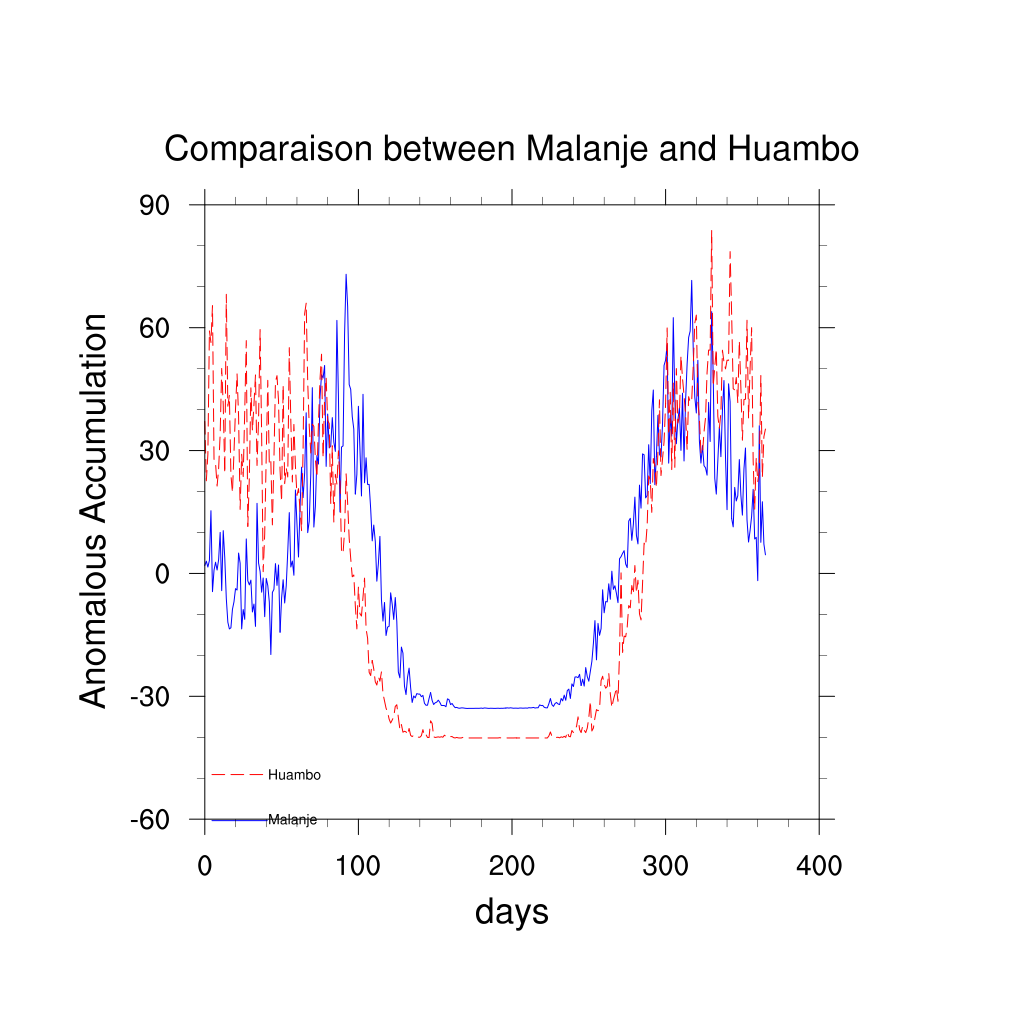 Comparaison between Malanje and Huambo
Anomalous Accumulation
90
60
30
0
-30
-60
Huambo
Malanje
0 100 200 300 400
days